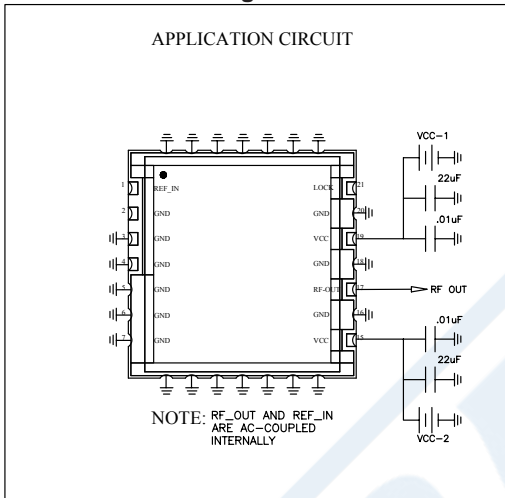 APPLICATION CIRCUIT
VCC-1
22uF
.01uF
1 REF_IN
2 GND
3 GND
4 GND
5 GND
6 GND
7 GND
LOCK 21
GND 20
VCC 19
GND 18
RF-OUT 17
RF OUT
GND 16
VCC 15
.01uF
22uF
VCC-2
NOTE: RF_OUT AND REF_IN
ARE AC-COUPLED
INTERNALLY